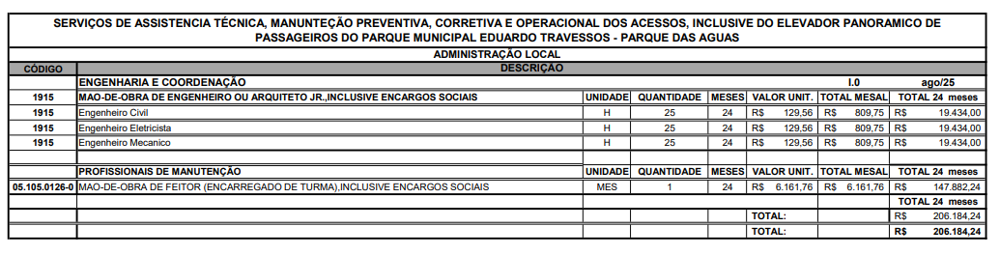 SERVIÇOS DE ASSISTENCIA TÉCNICA, MANUNTEÇÃO PREVENTIVA, CORRETIVA E OPERACIONAL DOS ACESSOS, INCLUSIVE DO ELEVADOR PANORAMICO DE
PASSAGEIROS DO PARQUE MUNICIPAL EDUARDO TRAVESSOS - PARQUE DAS AGUAS
ADMINISTRAÇÃO LOCAL
CÓDIGO DESCRIÇÃO
ENGENHARIA E COORDENAÇÃO I.0 ago/25
1915 MAO-DE-OBRA DE ENGENHEIRO OU ARQUITETO JR.,INCLUSIVE ENCARGOS SOCIAIS UNIDADE QUANTIDADE MESES VALOR UNIT. TOTAL MESAL TOTAL 24 meses
1915 Engenheiro Civil H 25 24 R$ 129,56 R$ 809,75 R$ 19.434,00
1915 Engenheiro Eletricista H 25 24 R$ 129,56 R$ 809,75 R$ 19.434,00
1915 Engenheiro Mecanico H 25 24 R$ 129,56 R$ 809,75 R$ 19.434,00
PROFISSIONAIS DE MANUTENÇÃO UNIDADE QUANTIDADE MESES VALOR UNIT. TOTAL MESAL TOTAL 24 meses
05.105.0126-0 MAO-DE-OBRA DE FEITOR (ENCARREGADO DE TURMA),INCLUSIVE ENCARGOS SOCIAIS MES 1 24 R$ 6.161,76 R$ 6.161,76 R$ 147.882,24
TOTAL 24 meses
TOTAL: R$ 206.184,24
TOTAL: R$ 206.184,24